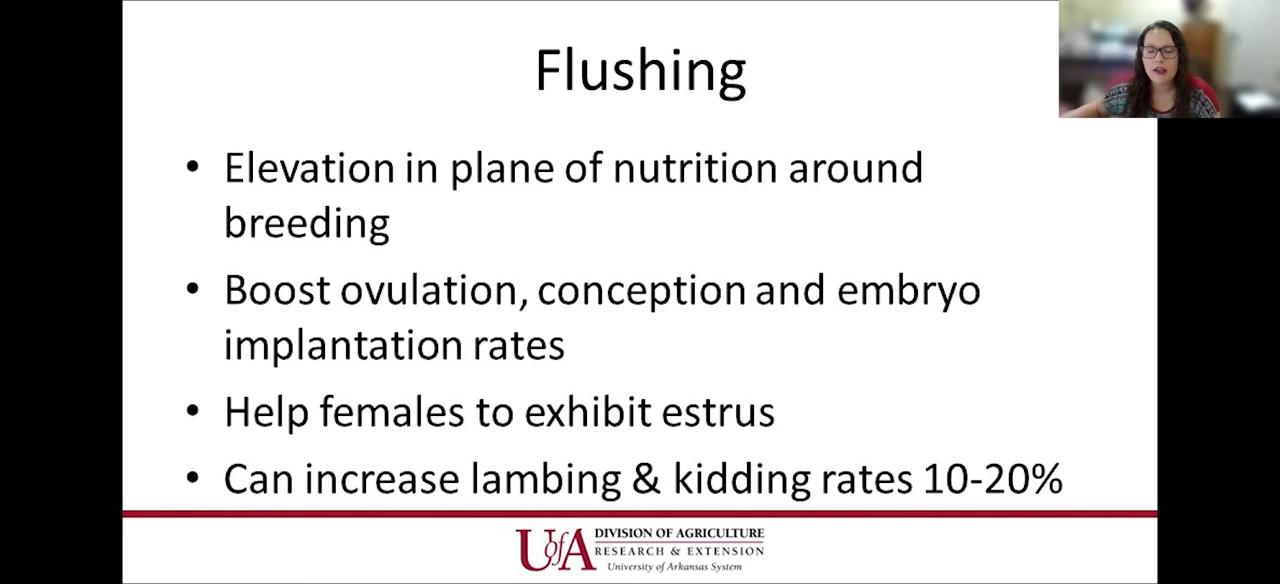 Flushing
• Elevation in plane of nutrition around
breeding
• Boost ovulation, conception and embryo
implantation rates
• Help females to exhibit estrus
• Can increase lambing & kidding rates 10-20%
UofA DIVISION OF AGRICULTURE
RESEARCH & EXTENSION
University of Arkansas System